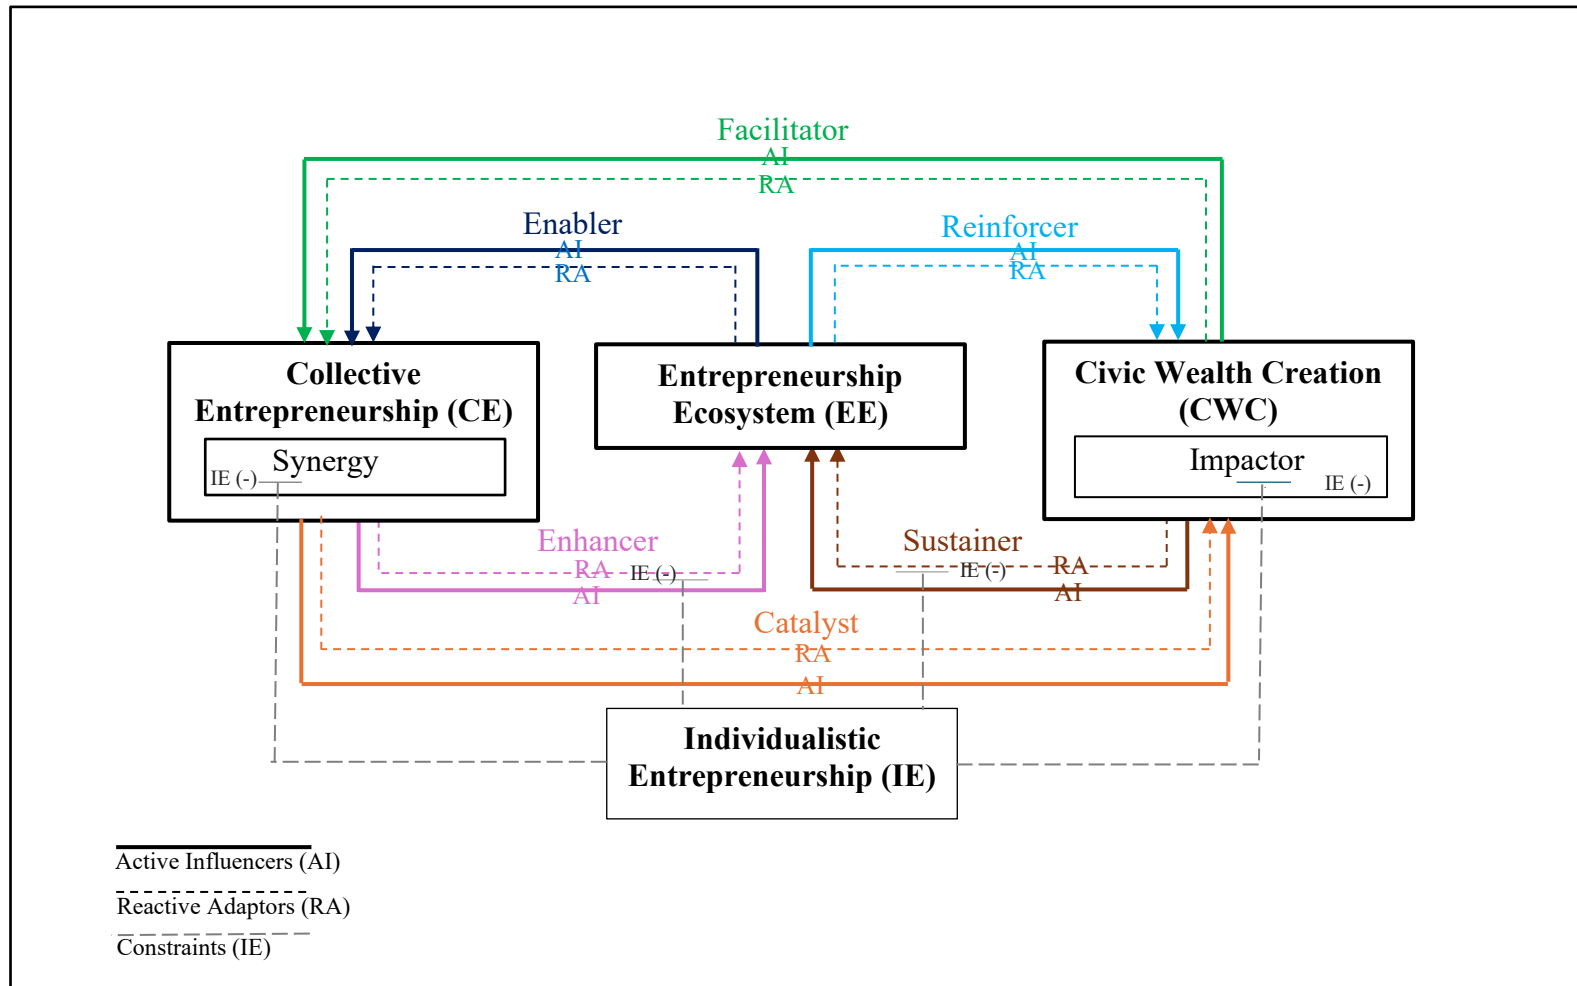 Facilitator
AI
RA
Enabler
AI
RA
Reinforcer
AI
RA
Collective
Entrepreneurship (CE)
Synergy
IE (-)
Entrepreneurship
Ecosystem (EE)
Civic Wealth Creation
(CWC)
Impactor
IE (-)
Enhancer
RA
IE (-)
AI
Sustainer
IE (-)
RA
AI
Catalyst
RA
AI
Individualistic
Entrepreneurship (IE)
Active Influencers (AI)
Reactive Adaptors (RA)
Constraints (IE)